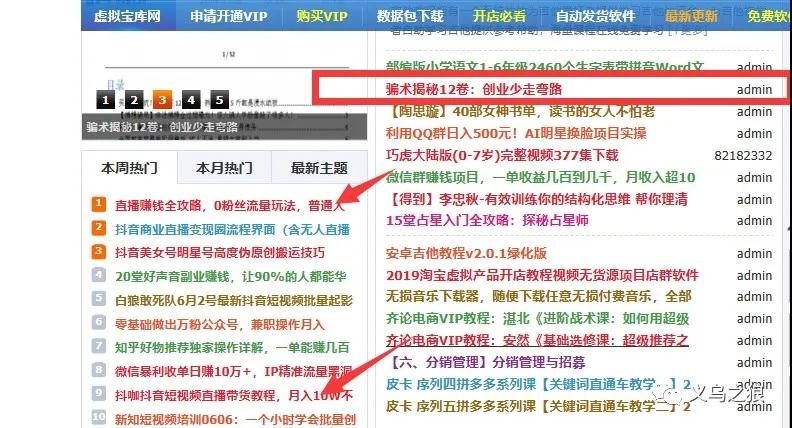 虚拟宝库网 申请开通VIP 购买VIP 数据包下载 开店必看 自动发货软件 最新更新 免费软
1/12
目录
1 2 3 4 5
骗术揭秘12卷：创业少走弯路
本周热门 本月热门 最新主题
1 直播赚钱全攻略，0粉丝流量玩法，普通人
2 抖音商业直播变现圈流程界面（含无人直播
3 抖音美女号明星号高度伪原创搬运技巧
4 20堂好声音副业赚钱，让90%的人都能华
5 白狼敢死队6月2号最新抖音短视频批量起影
6 零基础做出万粉公众号，兼职操作月入
7 知乎好物推荐独家操作详解，一单能赚几百
8 微信暴利收单日赚10万+，IP精准流量黑洞
9 抖咖抖音短视频直播带货教程，月入10W不
10 新知短视频培训0606：一个小时学会批量创
[更多]
部编版小学语文1-6年级2460个生字表带拼音Word文 admin
骗术揭秘12卷：创业少走弯路 admin
【陶思璇】40部女神书单，读书的女人不怕老 admin
利用QQ群日入500元！AI明星换脸项目实操 admin
巧虎大陆版(0-7岁)完整视频377集下载 82182332
微信群赚钱项目，一单收益几百到几千，月收入超10 admin
【得到】李忠秋-有效训练你的结构化思维 帮你理清 admin
15堂占星入门全攻略：探秘占星师 admin
安卓吉他教程v2.0.1绿化版 admin
2019淘宝虚拟产品开店教程视频无货源项目店群软件 admin
无损音乐下载器，随便下载任意无损付费音乐，全部 admin
齐论电商VIP教程：湛北《进阶战术课：如何用超级 admin
齐论电商VIP教程：安然《基础选修课：超级推荐之 admin
【六、分销管理】分销管理与招募 admin
皮卡 序列四拼多多系列课【关键词直通车教学一】2 admin
皮卡 序列五拼多多系列课【关键词直通车教学二】2 admin
义乌之狼